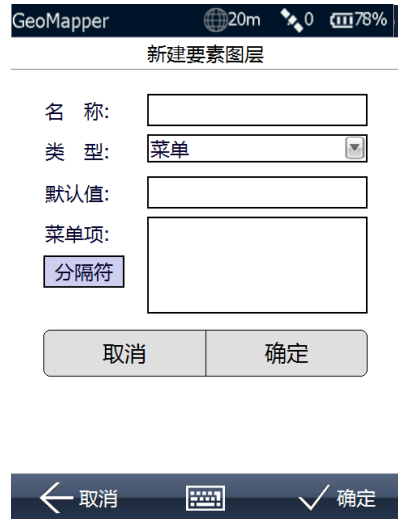 GeoMapper 20m 0 78%
新建要素图层
名 称:
类 型: 菜单
默认值:
菜单项:
分隔符
取消 确定
取消 确定